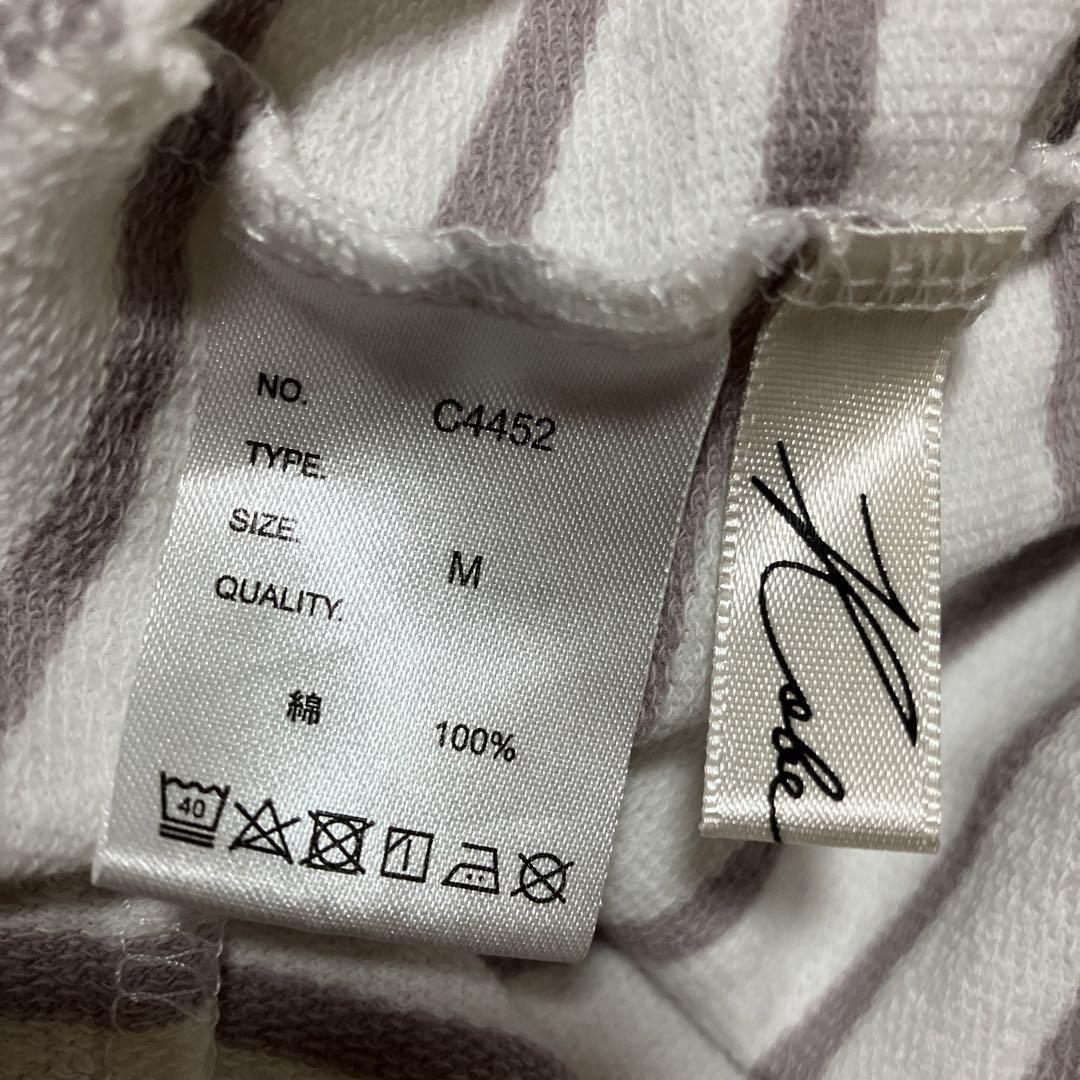 NO. C4452
TYPE.
SIZE. M
QUALITY.
綿 100%
40